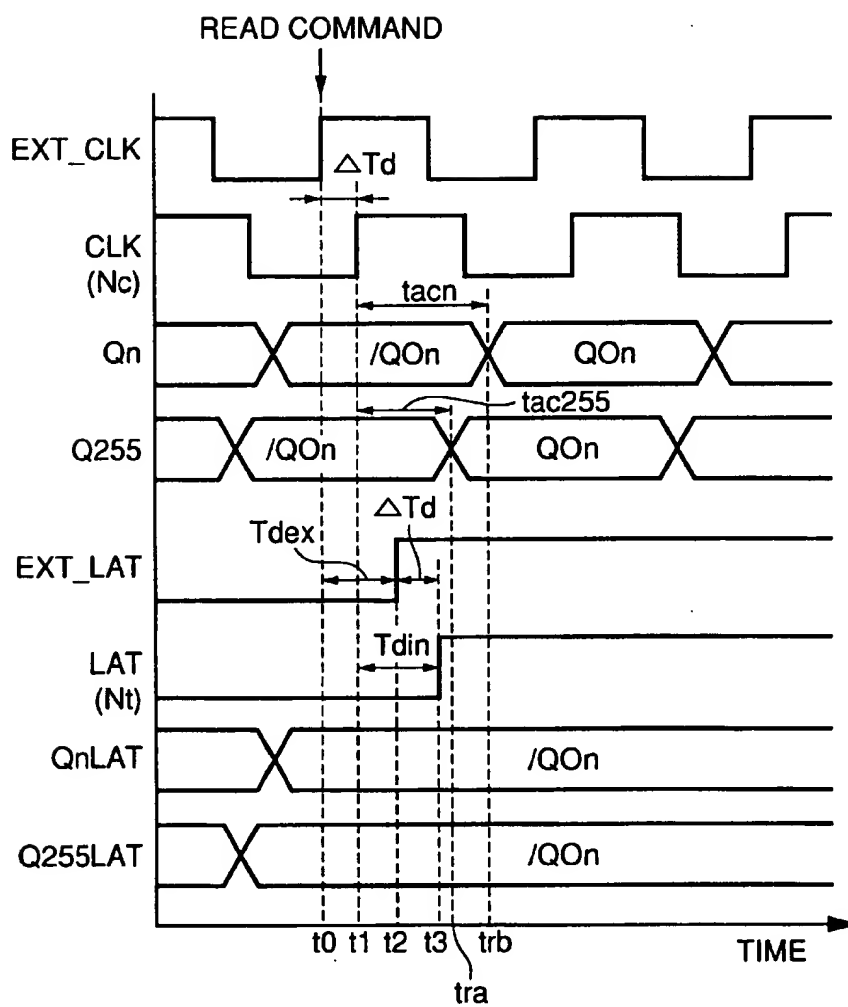 READ COMMAND
EXT_CLK
△Td
CLK
(Nc)
tacn
Qn
/QOn
QOn
tac255
Q255
/QOn
QOn
△Td
Tdex
EXT_LAT
Tdin
LAT
(Nt)
QnLAT
/QOn
Q255LAT
/QOn
t0 t1 t2 t3 trb
TIME
tra